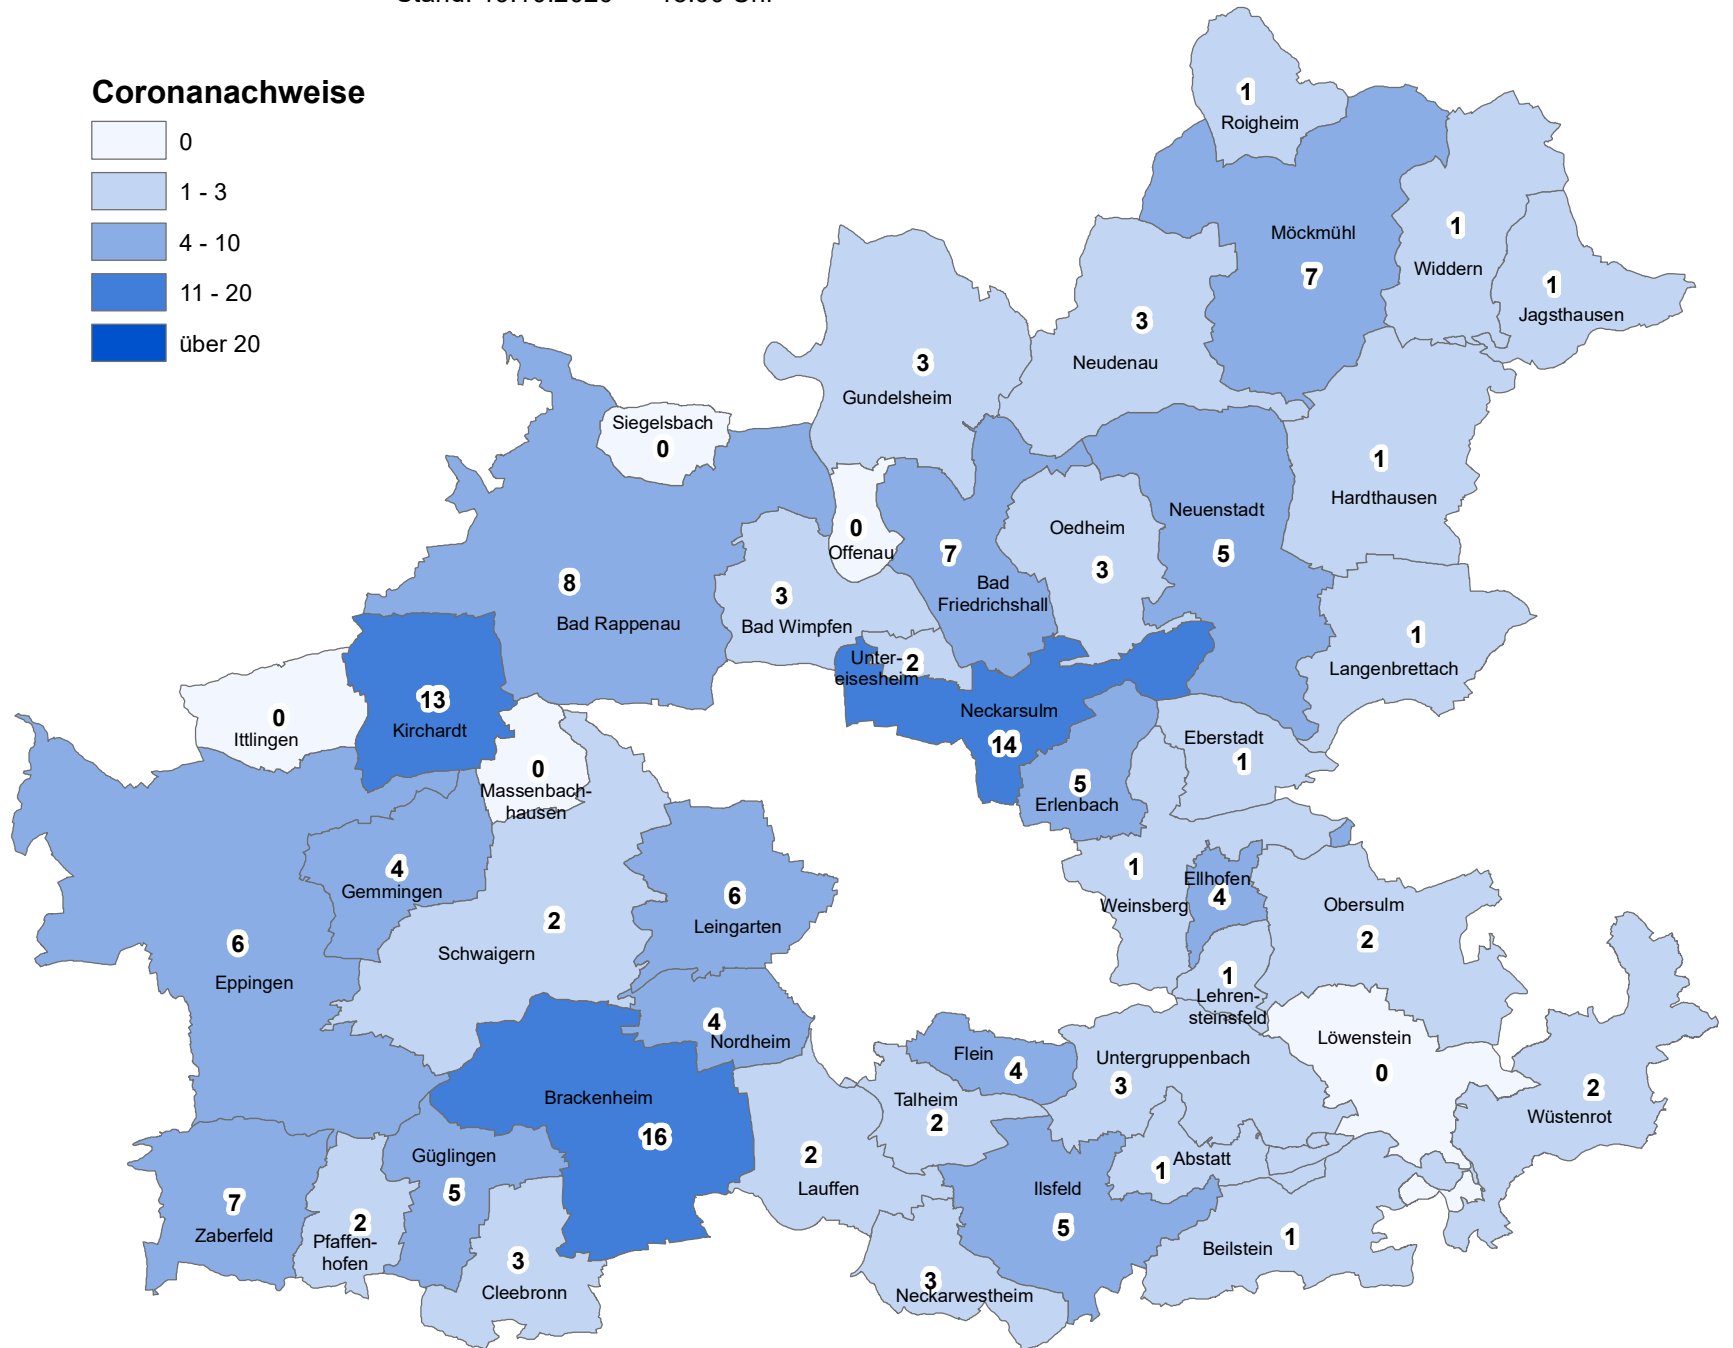 Coronanachweise
0
1 - 3
4 - 10
11 - 20
über 20
1
Roigheim
Möckmühl
7
1
Widdern
1
Jagsthausen
3
Neudenau
3
Gundelsheim
Siegelsbach
0
1
Hardthausen
Neuenstadt
5
Oedheim
3
0
Offenau
7
Bad
Friedrichshall
8
Bad Rappenau
3
Bad Wimpfen
Unter-
eisesheim
2
1
Langenbrettach
13
Kirchardt
0
Ittlingen
Neckarsulm
14
Eberstadt
1
0
Massenbach-
hausen
5
Erlenbach
4
Gemmingen
6
Leingarten
1
Weinsberg
Ellhofen
4
Obersulm
2
2
Schwaigern
6
Eppingen
1
Lehren-
steinsfeld
4
Nordheim
Flein
4
Untergruppenbach
3
Löwenstein
0
2
Wüstenrot
Brackenheim
16
Talheim
2
Güglingen
5
2
Lauffen
1
Abstatt
Ilsfeld
5
7
Zaberfeld
2
Pfaffen-
hofen
3
Cleebronn
3
Neckarwestheim
Beilstein
1